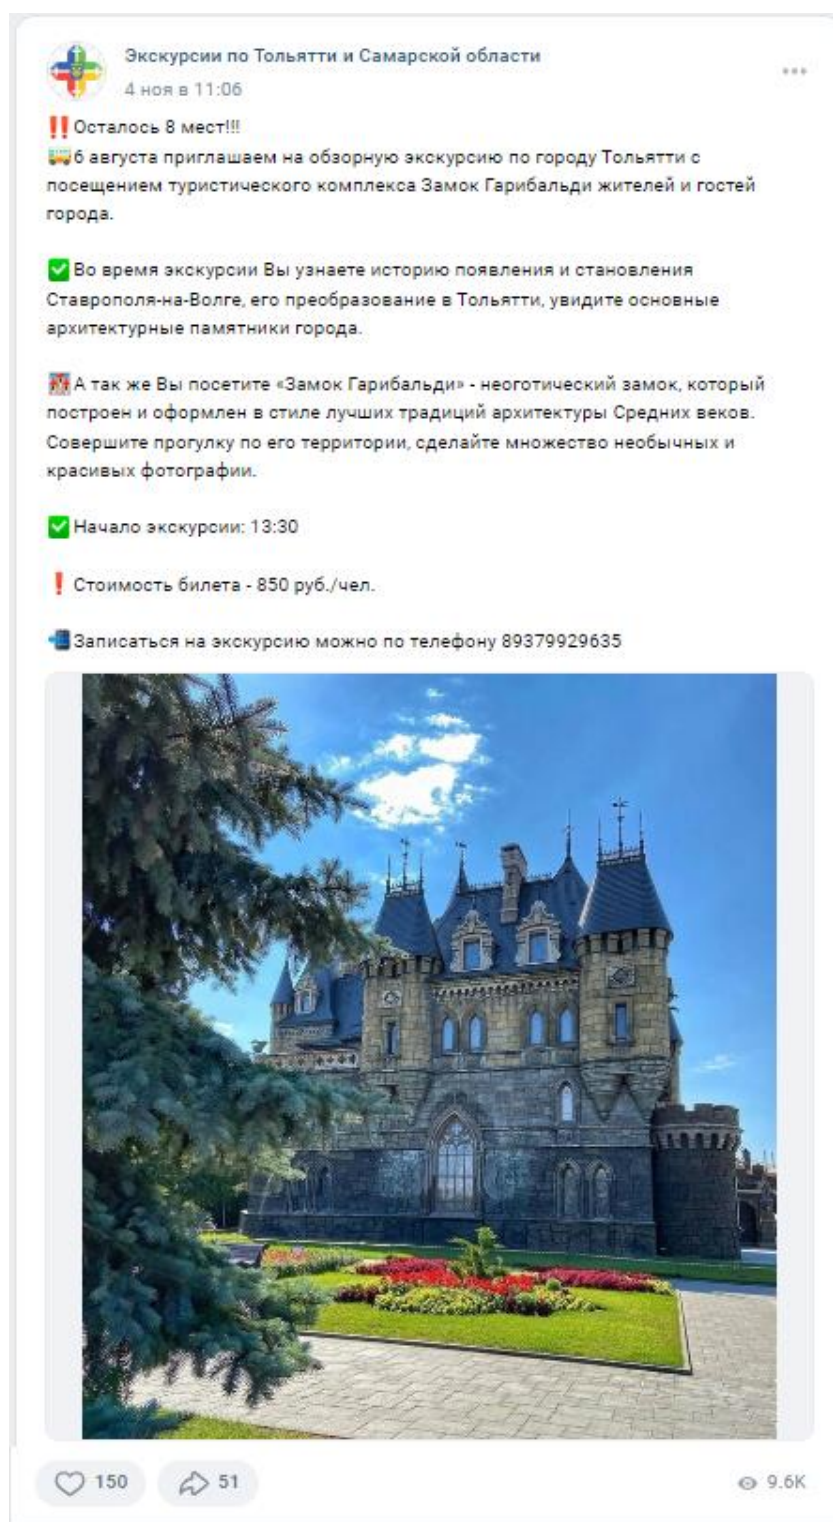 Экскурсии по Тольятти и Самарской области
4 ноя в 11:06
‼️Осталось 8 мест!!!
🚌6 августа приглашаем на обзорную экскурсию по городу Тольятти с
посещением туристического комплекса Замок Гарибальди жителей и гостей
города.
✅Во время экскурсии Вы узнаете историю появления и становления
Ставрополя-на-Волге, его преобразование в Тольятти, увидите основные
архитектурные памятники города.
🏰А так же Вы посетите «Замок Гарибальди» - неоготический замок, который
построен и оформлен в стиле лучших традиций архитектуры Средних веков.
Совершите прогулку по его территории, сделайте множество необычных и
красивых фотографии.
✅Начало экскурсии: 13:30
❗Стоимость билета - 850 руб./чел.
📲Записаться на экскурсию можно по телефону 89379929635
150 51 9.6K